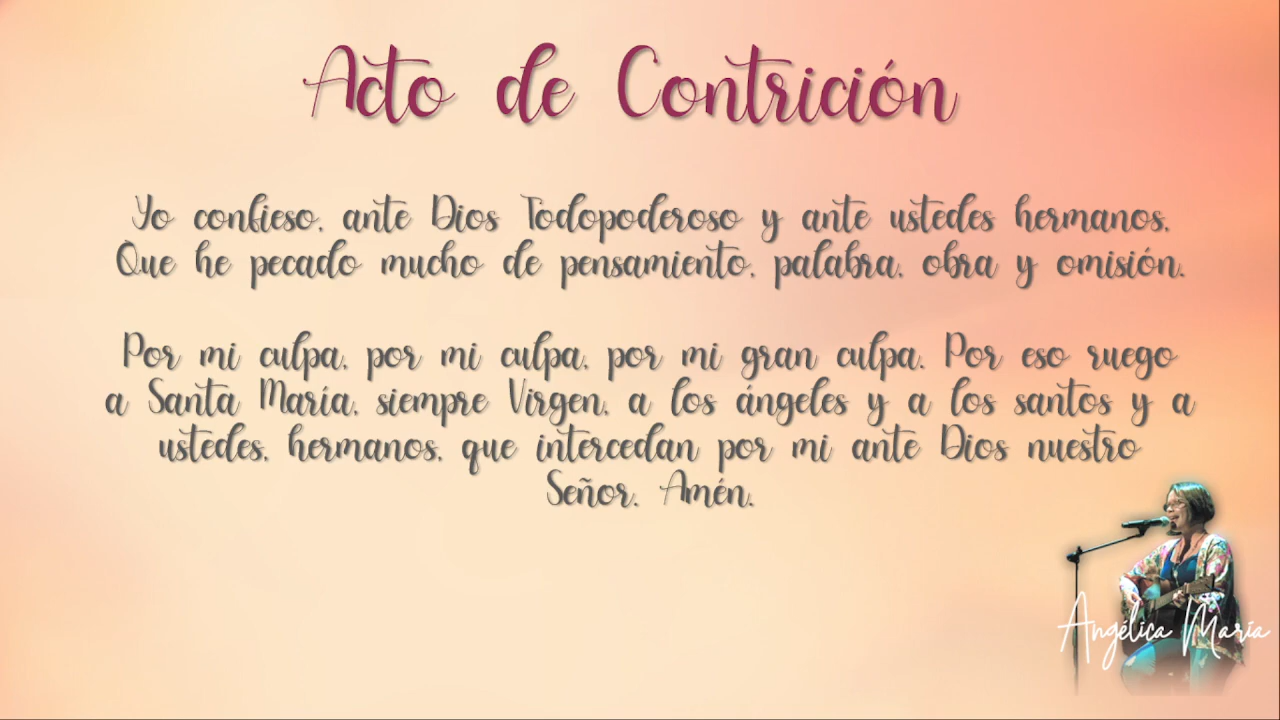 Acto de Contrición
Yo confieso, ante Dios Todopoderoso y ante ustedes hermanos,
Que he pecado mucho de pensamiento, palabra, obra y omisión.
Por mi culpa, por mi culpa, por mi gran culpa. Por eso ruego
a Santa María, siempre Virgen, a los ángeles y a los santos y a
ustedes, hermanos, que intercedan por mi ante Dios nuestro
Señor. Amén.
Angélica María